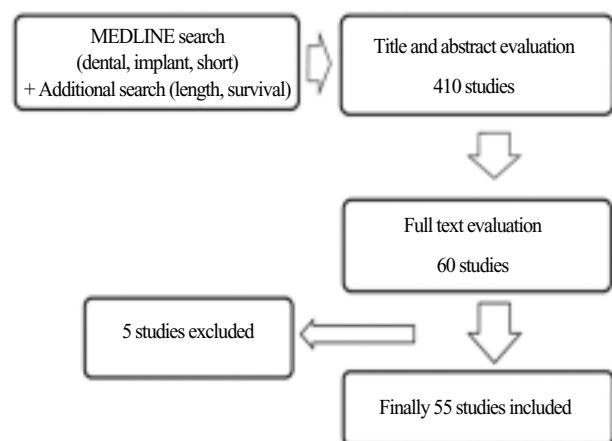 MEDLINE search
(dental, implant, short)
+ Additional search (length, survival)
Title and abstract evaluation
410 studies
Full text evaluation
60 studies
5 studies excluded
Finally 55 studies included